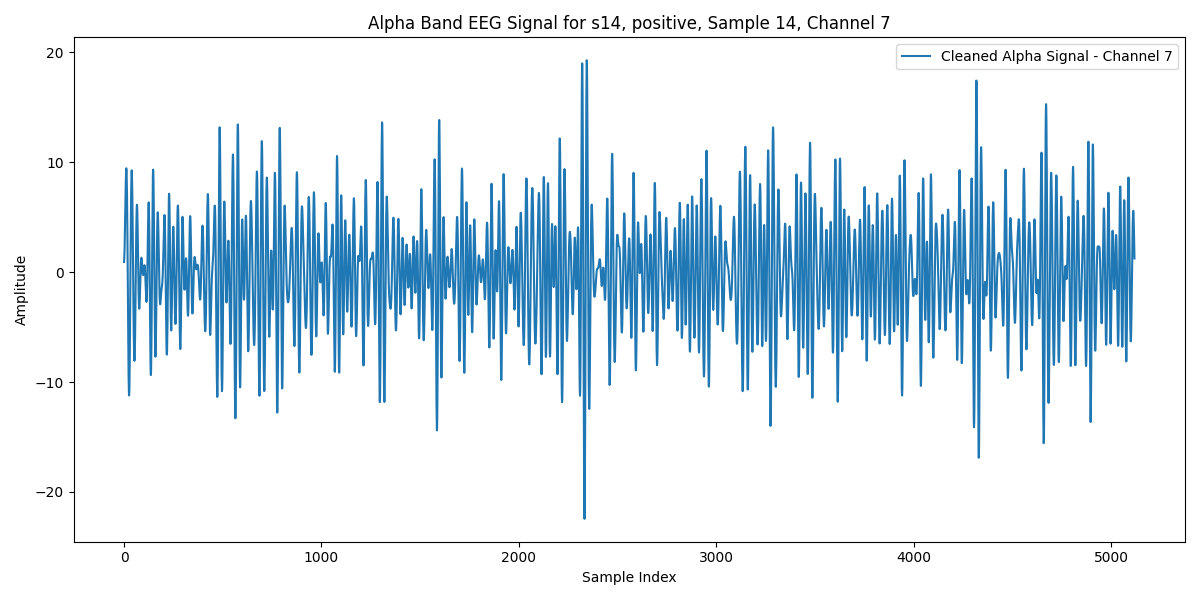 Alpha Band EEG Signal for s14, positive, Sample 14, Channel 7
Cleaned Alpha Signal - Channel 7
Amplitude
20
10
0
−10
−20
0 1000 2000 3000 4000 5000
Sample Index